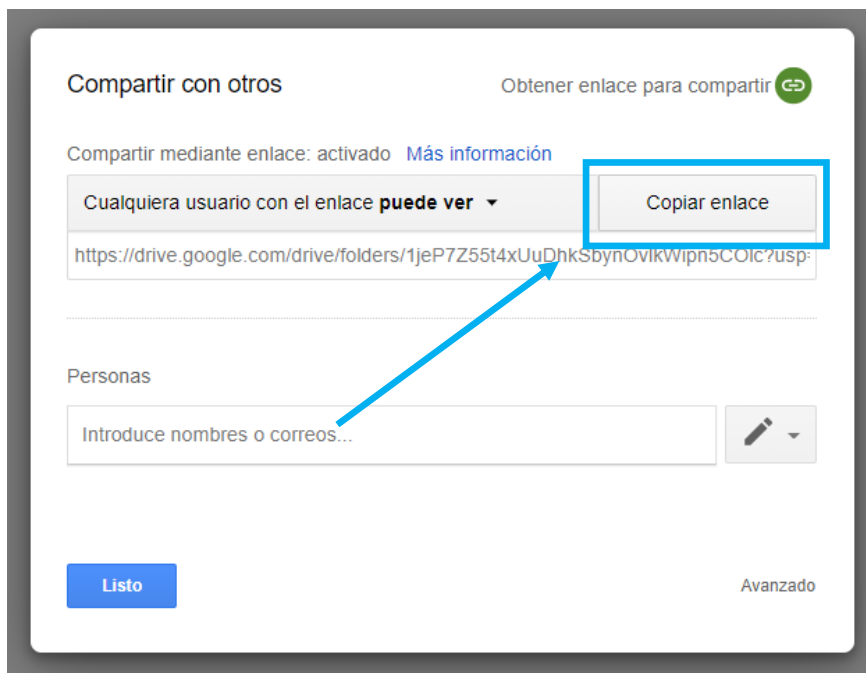 Compartir con otros
Obtener enlace para compartir
Compartir mediante enlace: activado Más información
Cualquiera usuario con el enlace puede ver
Copiar enlace
https://drive.google.com/drive/folders/1jeP7Z55t4xUuDhkSbynOvlkWipn5COlc?usp=
Personas
Introduce nombres o correos...
Listo
Avanzado